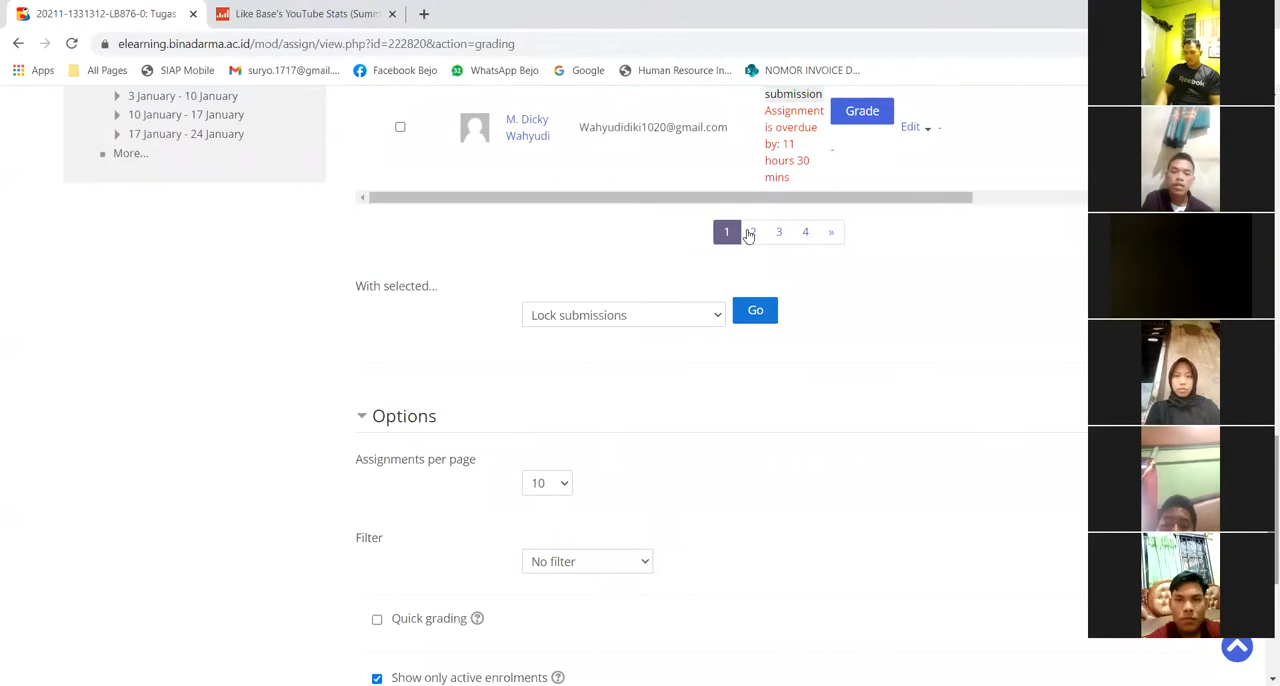 20211-1331312-LB876-0: Tugas
Like Base's YouTube Stats (Summ
elearning.binadarma.ac.id/mod/assign/view.php?id=222820&action=grading
Apps
All Pages
SIAP Mobile
suryo.1717@gmail....
Facebook Bejo
WhatsApp Bejo
Google
Human Resource In...
NOMOR INVOICE D...
3 January - 10 January
10 January - 17 January
17 January - 24 January
More...
M. Dicky
Wahyudi
Wahyudidiki1020@gmail.com
submission
Assignment
is overdue
by: 11
hours 30
mins
Grade
-
Edit
-
1 2 3 4 »
With selected...
Lock submissions
Go
Options
Assignments per page
10
Filter
No filter
Quick grading
Show only active enrolments
Reebok